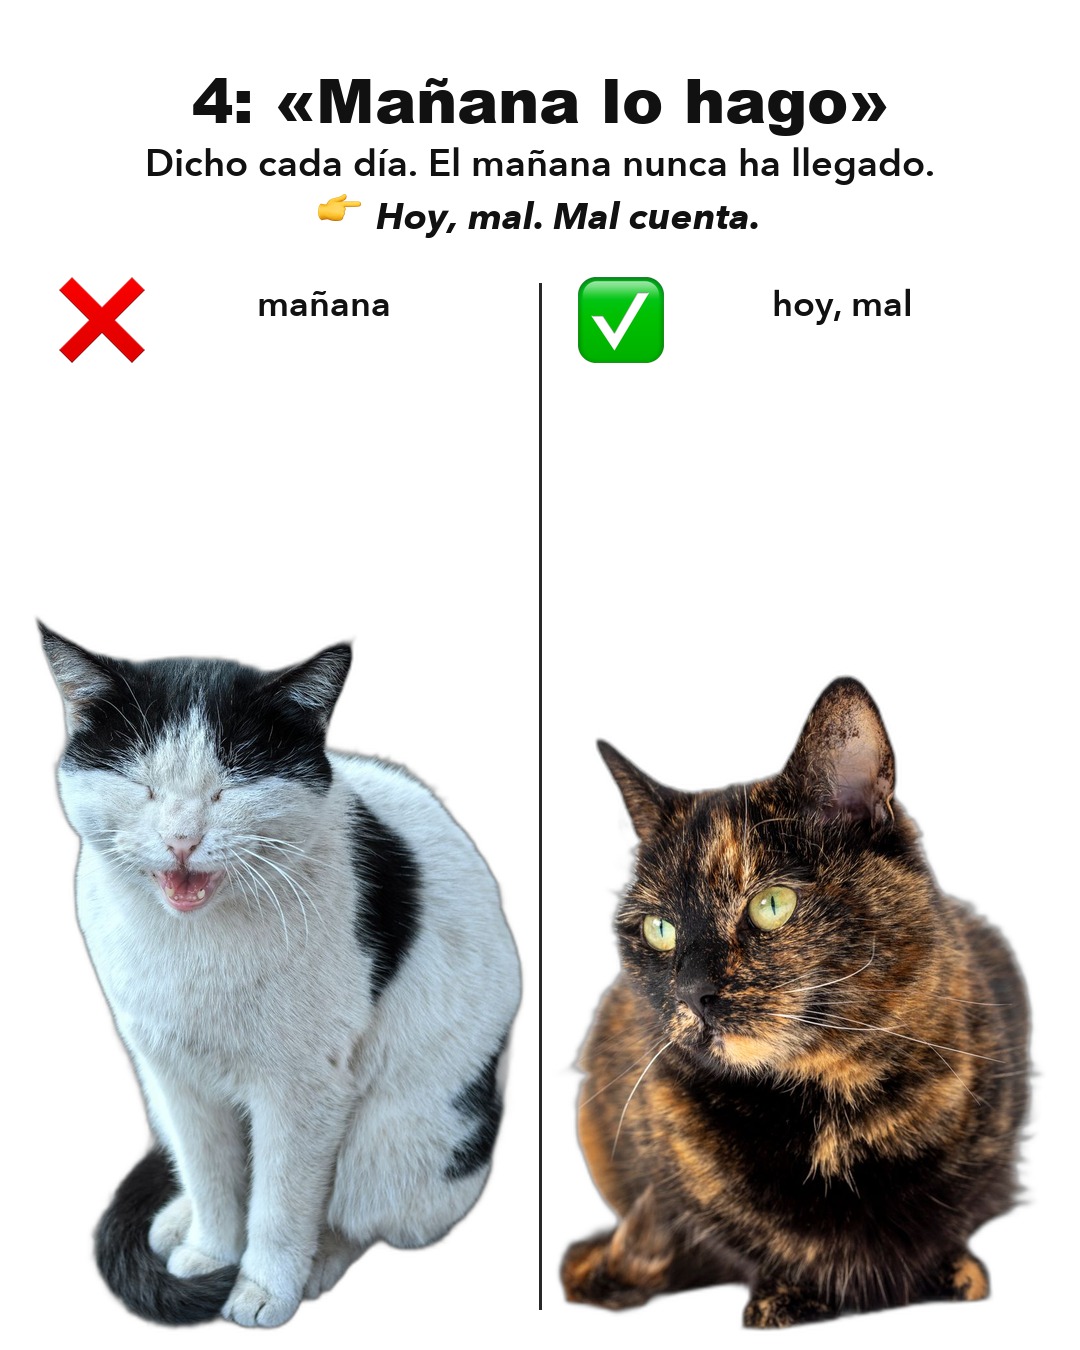 4: «Mañana lo hago»
Dicho cada día. El mañana nunca ha llegado.
👉 Hoy, mal. Mal cuenta.
❌ mañana
✅ hoy, mal